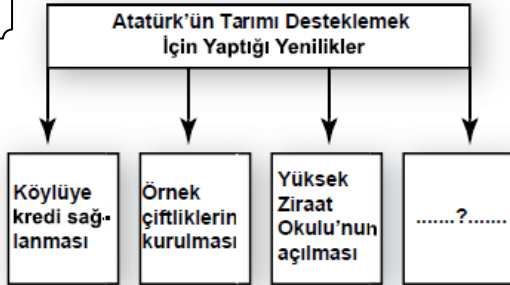 Atatürk'ün Tarımı Desteklemek
İçin Yaptığı Yenilikler
Köylüye
kredi sağ-
lanması
Örnek
çiftliklerin
kurulması
Yüksek
Ziraat
Okulu'nun
açılması
.......?.......